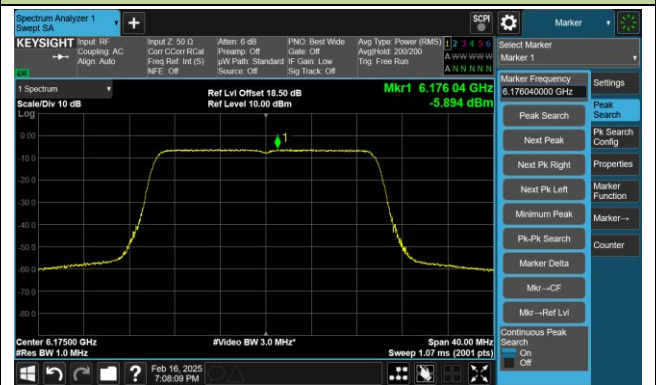 Spectrum Analyzer 1
Swept SA
+
SCPI
Marker
KEYSIGHT
Input: RF
Coupling: AC
Align: Auto
Input Z: 50 Ω
Corr CCorr RCal
Freq Ref: Int (S)
NFE: Off
Atten: 6 dB
Preamp: Off
µW Path: Standard
Source: Off
PNO: Best Wide
Gate: Off
IF Gain: Low
Sig Track: Off
Avg Type: Power (RMS)
Avg|Hold: 200/200
Trig: Free Run
1 2 3 4 5 6
A W W W W W
A N N N N N
Select Marker
Marker 1
1 Spectrum
Scale/Div 10 dB
Log
Ref Lvl Offset 18.50 dB
Ref Level 10.00 dBm
Mkr1 6.176 04 GHz
-5.894 dBm
1
0.00
-10.0
-20.0
-30.0
-40.0
-50.0
-60.0
-70.0
-80.0
Center 6.17500 GHz
#Res BW 1.0 MHz
#Video BW 3.0 MHz*
Span 40.00 MHz
Sweep 1.07 ms (2001 pts)
Marker Frequency
6.176040000 GHz
Peak Search
Next Peak
Next Pk Right
Next Pk Left
Minimum Peak
Pk-Pk Search
Marker Delta
Mkr→CF
Mkr→Ref Lvl
Continuous Peak
Search
On
Off
Settings
Peak
Search
Pk Search
Config
Properties
Marker
Function
Marker→
Counter
?
Feb 16, 2025
7:08:09 PM